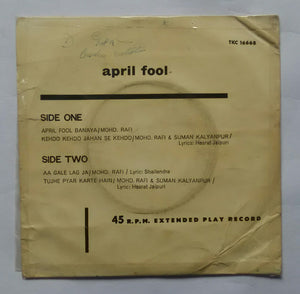 TKC 16668
april fool
SIDE ONE
APRIL FOOL BANAYA/MOHD. RAFI
KEHDO KEHDO JAHAN SE KEHDO/MOHD. RAFI & SUMAN KALYANPUR/
Lyrics: Hasrat Jaipuri
SIDE TWO
AA GALE LAG JA/MOHD. RAFI / Lyric: Shailendra
TUJHE PYAR KARTE HAIN/MOHD. RAFI & SUMAN KALYANPUR/
Lyric: Hasrat Jaipuri
45 R.P.M. EXTENDED PLAY RECORD